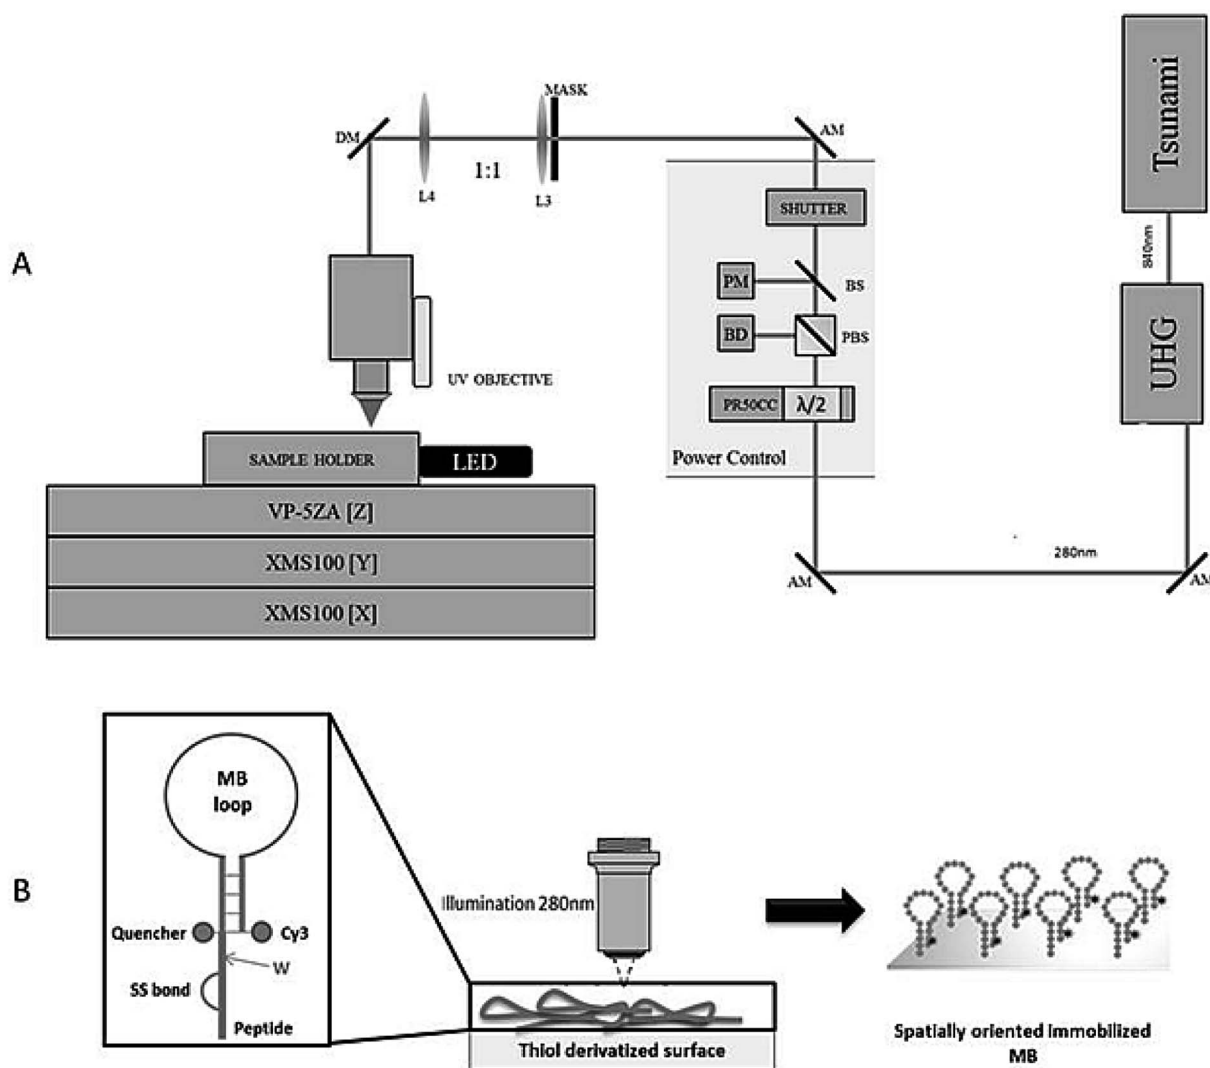 A
Tsunami
840nm
UHG
MASK
DM
AM
1:1
L4
L3
SHUTTER
PM
BS
BD
PBS
PR50CC
λ/2
Power Control
UV OBJECTIVE
SAMPLE HOLDER
LED
VP-5ZA [Z]
XMS100 [Y]
XMS100 [X]
280nm
AM
AM
B
MB
loop
Quencher
Cy3
W
SS bond
Peptide
Illumination 280nm
Thiol derivatized surface
Spatially oriented immobilized
MB